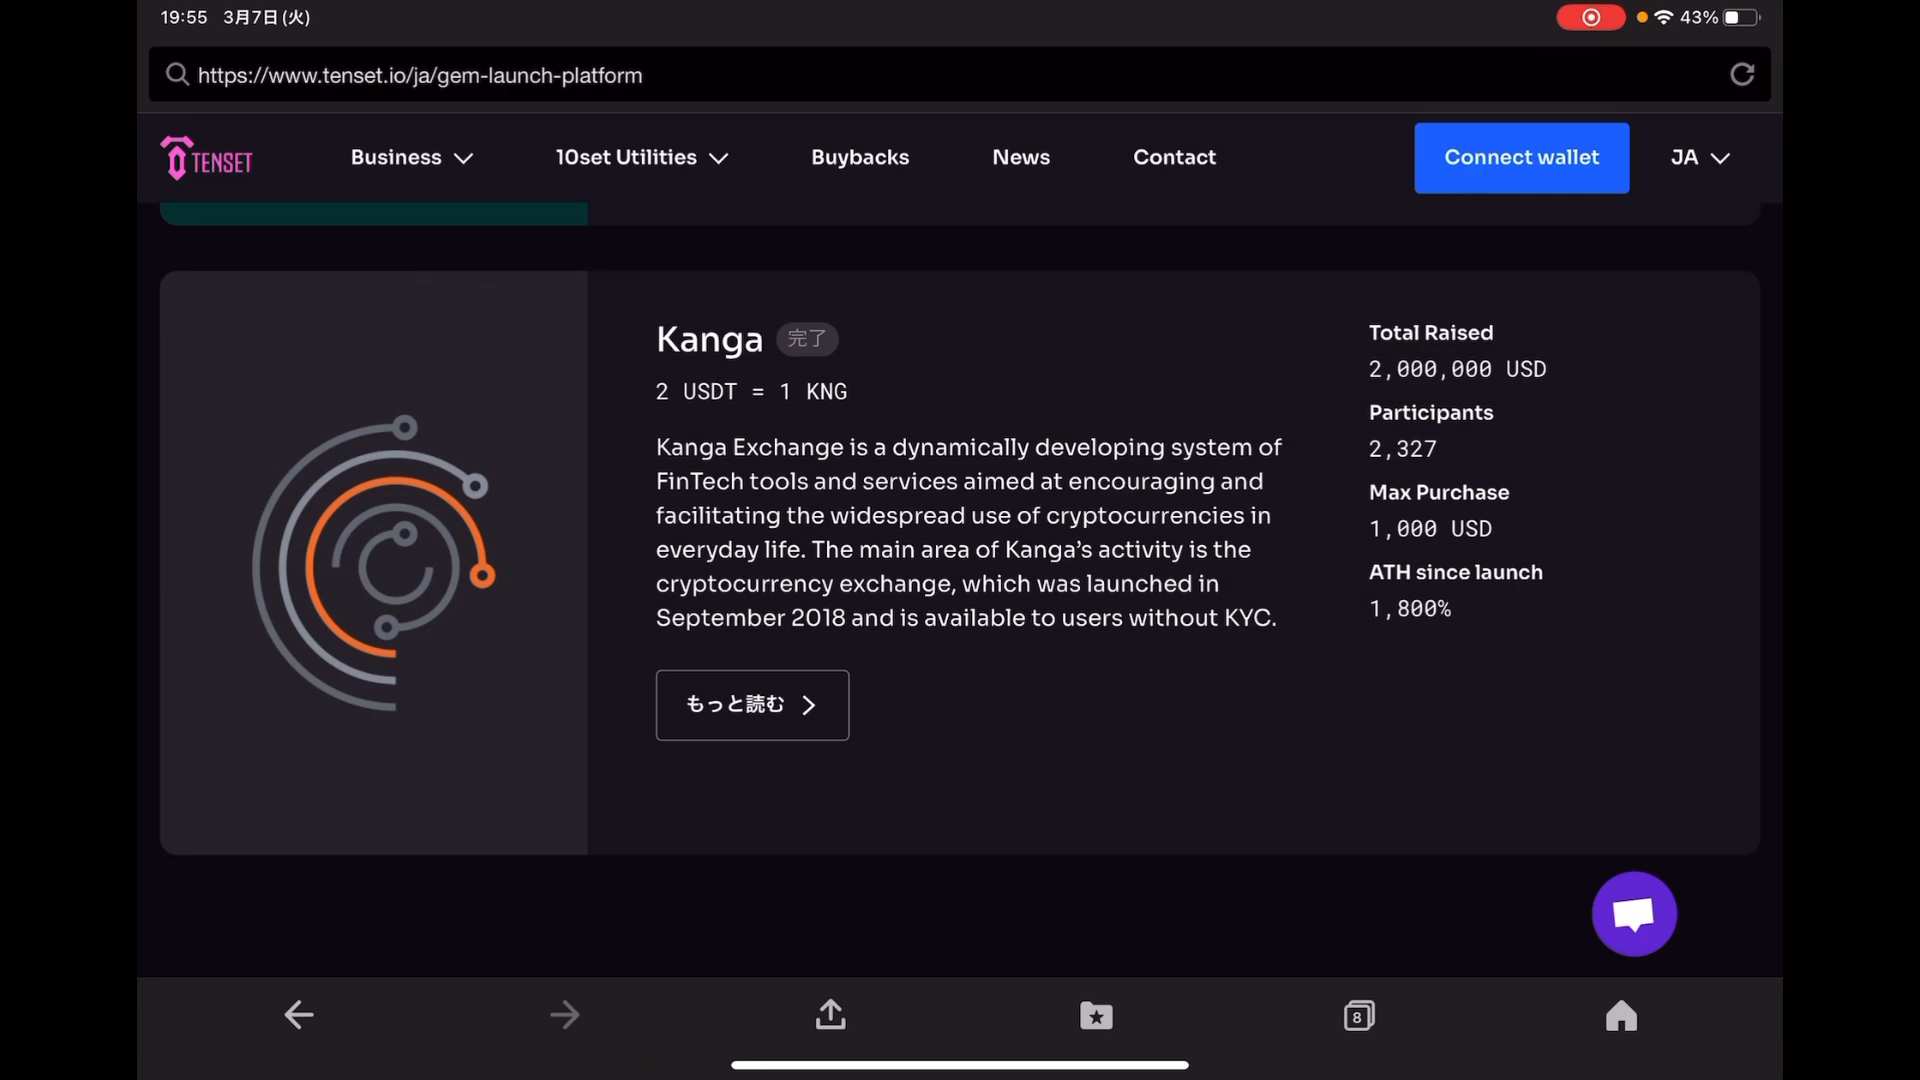 19:55 3月7日(火)
43%
https://www.tenset.io/ja/gem-launch-platform
TENSET
Business
10set Utilities
Buybacks
News
Contact
Connect wallet
JA
Kanga 完了
2 USDT = 1 KNG
Kanga Exchange is a dynamically developing system of
FinTech tools and services aimed at encouraging and
facilitating the widespread use of cryptocurrencies in
everyday life. The main area of Kanga’s activity is the
cryptocurrency exchange, which was launched in
September 2018 and is available to users without KYC.
もっと読む
Total Raised
2,000,000 USD
Participants
2,327
Max Purchase
1,000 USD
ATH since launch
1,800%
8